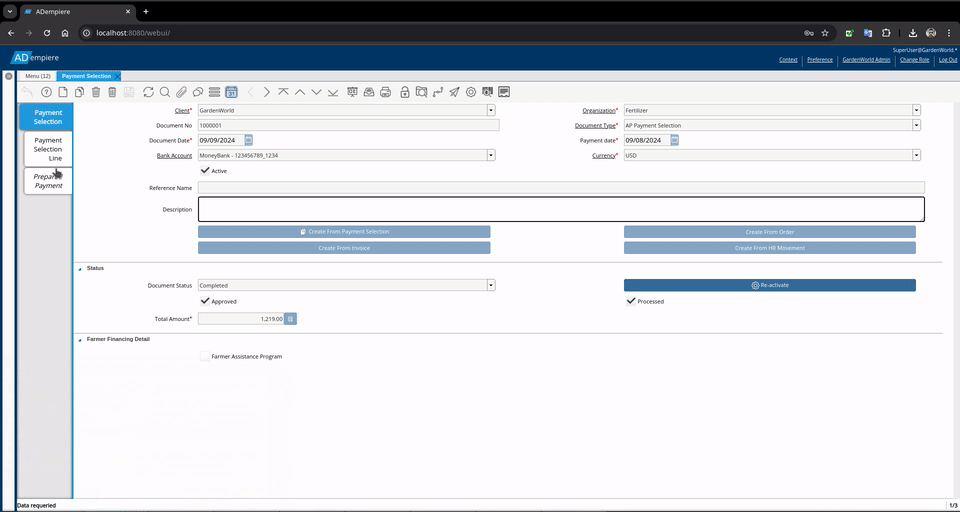 ADempiere
localhost:8080/webui/
ADempiere
SuperUser@GardenWorld.*
Context
Preference
GardenWorld Admin
Change Role
Log Out
Menu (12)
Payment Selection
31
Payment
Selection
Payment
Selection
Line
Prepare
Payment
Client*
GardenWorld
Organization*
Fertilizer
Document No
1000001
Document Type*
AP Payment Selection
Document Date*
09/09/2024
Payment date*
09/08/2024
Bank Account
MoneyBank - 123456789_1234
Currency*
USD
Active
Reference Name
Description
Create From Payment Selection
Create From Order
Create From Invoice
Create From HR Movement
Status
Document Status
Completed
Re-activate
Approved
Processed
Total Amount*
1,219.00
Farmer Financing Detail
Farmer Assistance Program
Data requeried
1/3